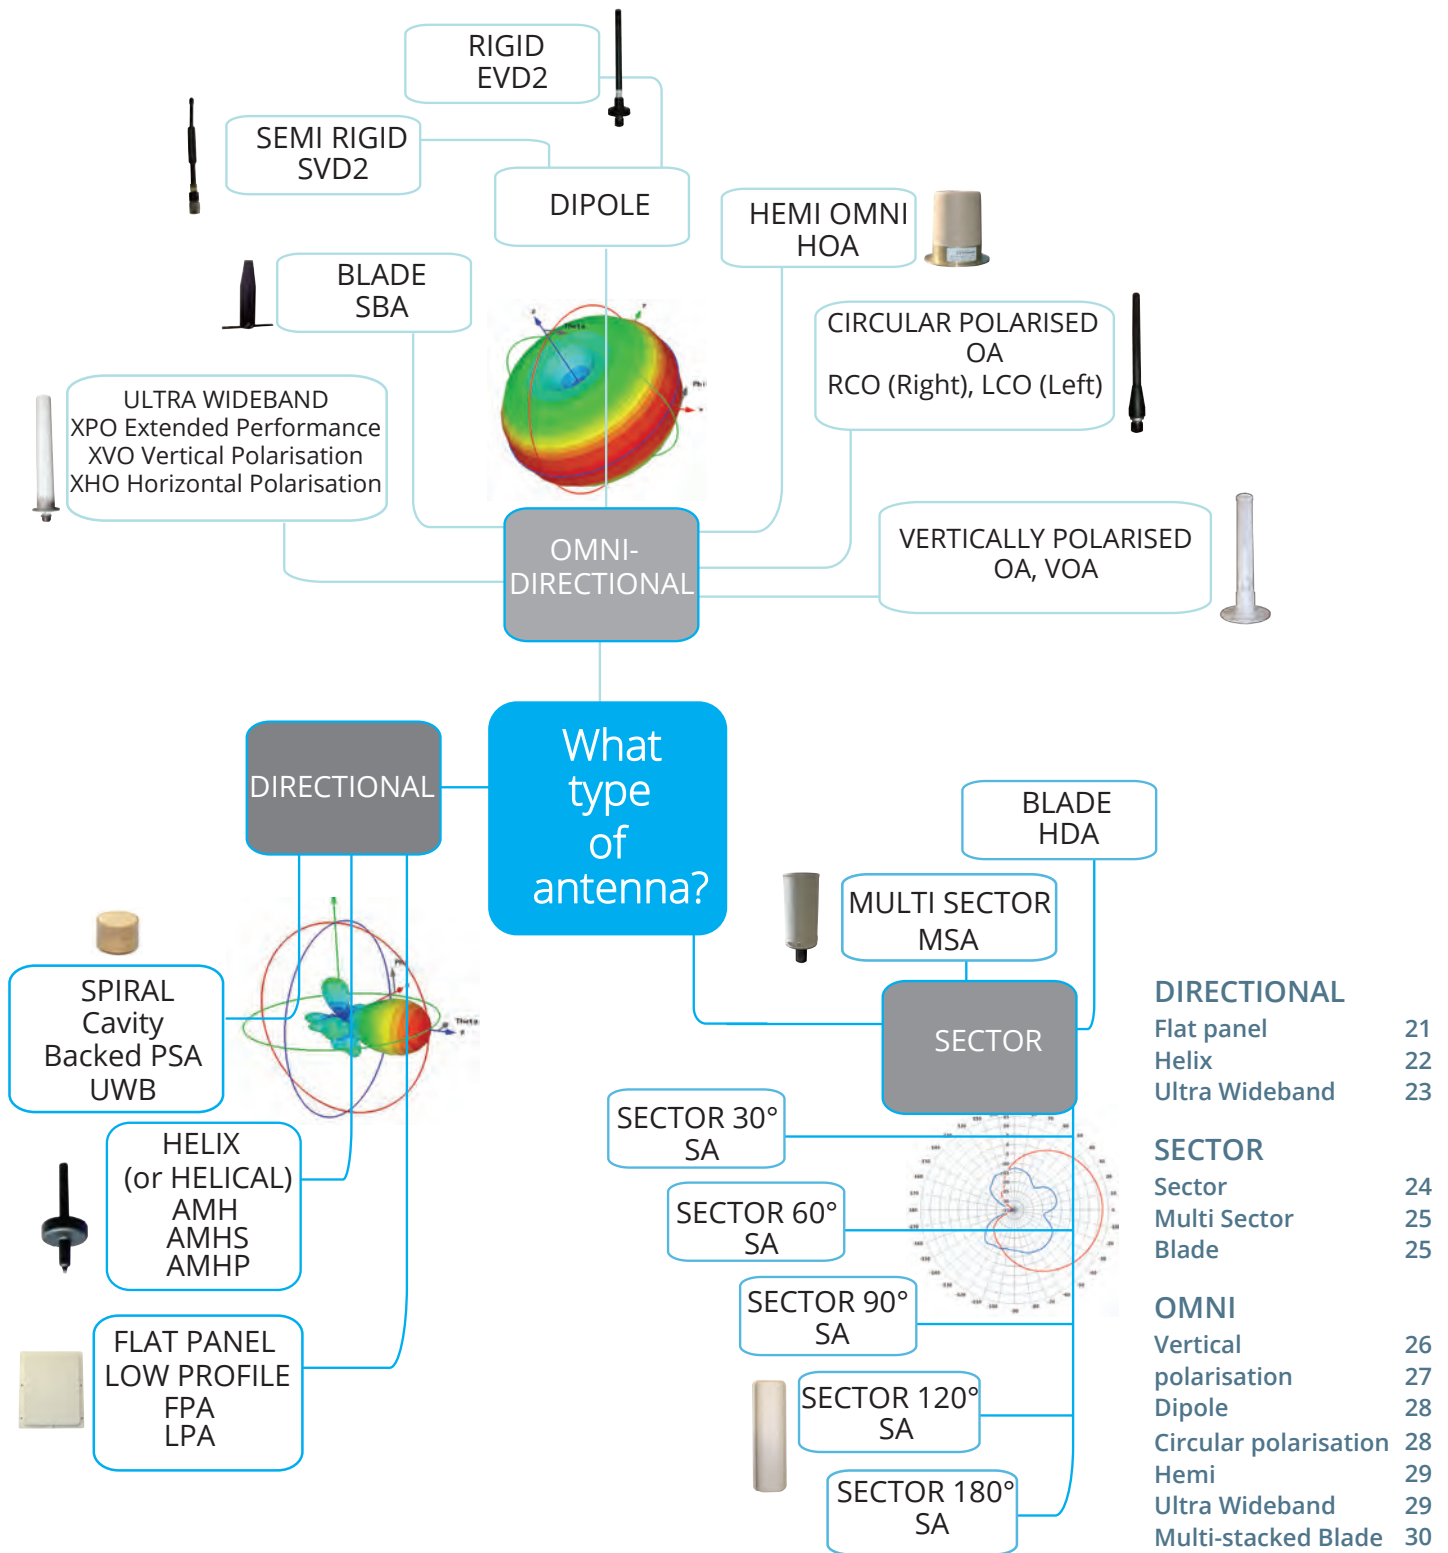 RIGID
EVD2
SEMI RIGID
SVD2
DIPOLE
HEMI OMNI
HOA
BLADE
SBA
CIRCULAR POLARISED
OA
RCO (Right), LCO (Left)
ULTRA WIDEBAND
XPO Extended Performance
XVO Vertical Polarisation
XHO Horizontal Polarisation
VERTICALLY POLARISED
OA, VOA
Theta
Phi
OMNI-
DIRECTIONAL
What
type
of
antenna?
DIRECTIONAL
SPIRAL
Cavity
Backed PSA
UWB
Theta
HELIX
(or HELICAL)
AMH
AMHS
AMHP
FLAT PANEL
LOW PROFILE
FPA
LPA
BLADE
HDA
MULTI SECTOR
MSA
SECTOR
SECTOR 30°
SA
SECTOR 60°
SA
SECTOR 90°
SA
SECTOR 120°
SA
SECTOR 180°
SA
DIRECTIONAL
Flat panel 21
Helix 22
Ultra Wideband 23
SECTOR
Sector 24
Multi Sector 25
Blade 25
OMNI
Vertical 26
polarisation 27
Dipole 28
Circular polarisation 28
Hemi 29
Ultra Wideband 29
Multi-stacked Blade 30